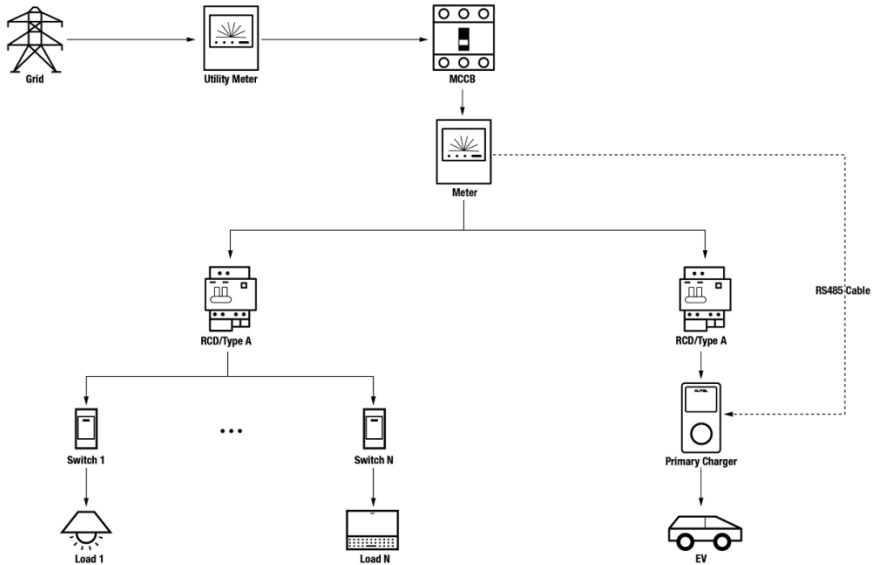 Grid
Utility Meter
MCCB
Meter
RS485 Cable
RCD/Type A
RCD/Type A
AUTEL
Switch 1
...
Switch N
Primary Charger
Load 1
Load N
EV